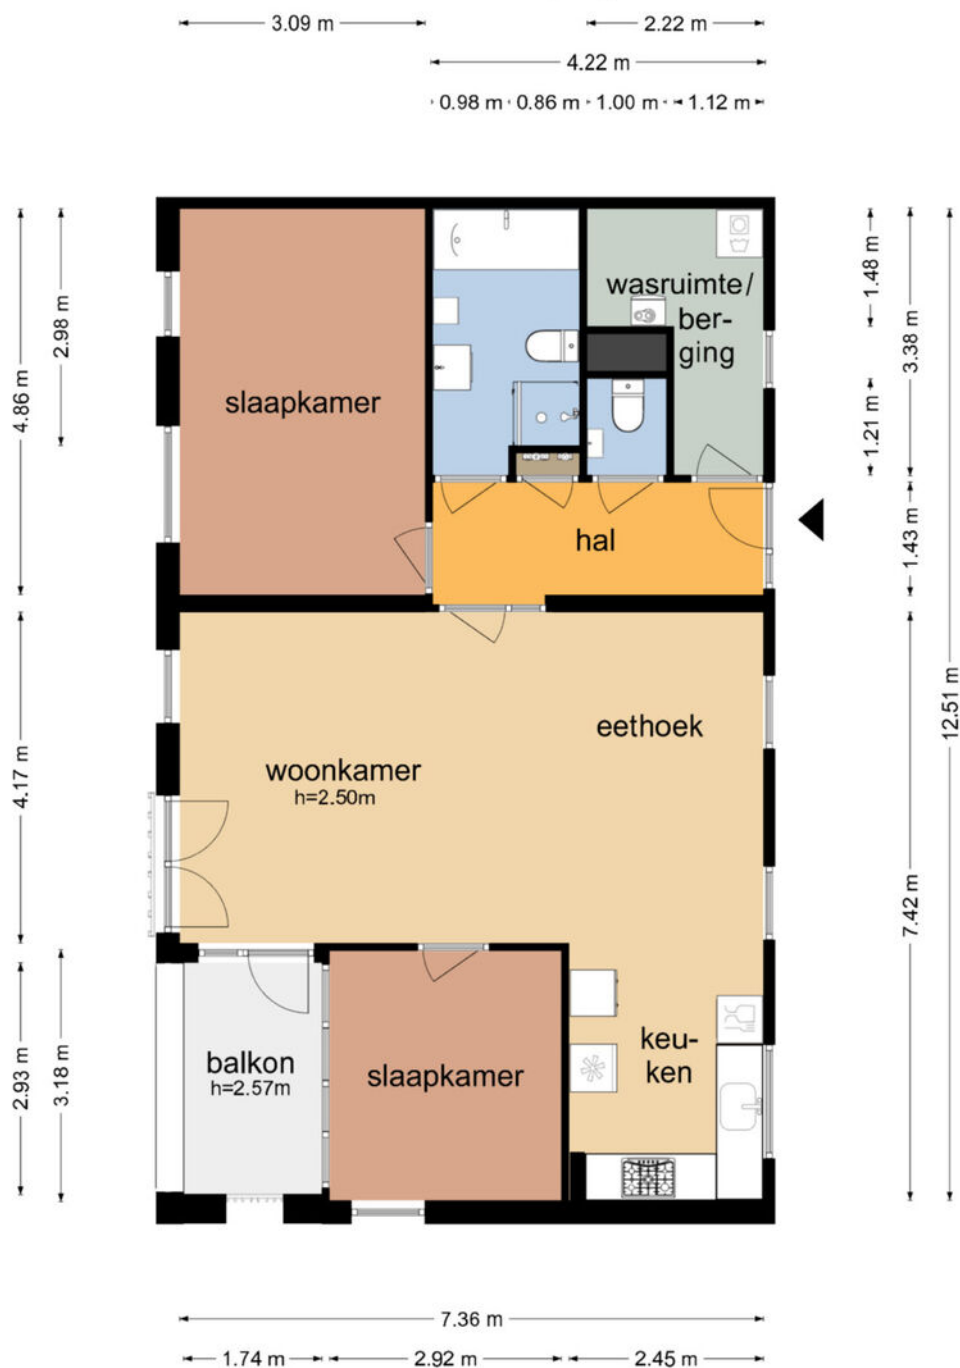 3.09 m
2.22 m
4.22 m
0.98 m
0.86 m
1.00 m
1.12 m
4.86 m
2.98 m
wasruimte/
ber-
ging
1.48 m
3.38 m
slaapkamer
1.21 m
hal
1.43 m
12.51 m
4.17 m
woonkamer
h=2.50m
eethoek
7.42 m
2.93 m
3.18 m
balkon
h=2.57m
slaapkamer
keu-
ken
7.36 m
1.74 m
2.92 m
2.45 m